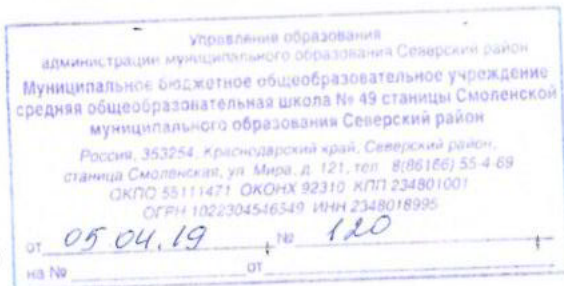 Управление образования
администрации муниципального образования Северский район
Муниципальное бюджетное общеобразовательное учреждение
средняя общеобразовательная школа № 49 станицы Смоленской
муниципального образования Северский район
Россия, 353254, Краснодарский край, Северский район,
станица Смоленская, ул. Мира, д. 121, тел. 8(86166) 55-4-69
ОКПО 55111471 ОКОНХ 92310 КПП 234801001
ОГРН 1022304546549 ИНН 2348018995
от 05.04.19 № 120
на № от